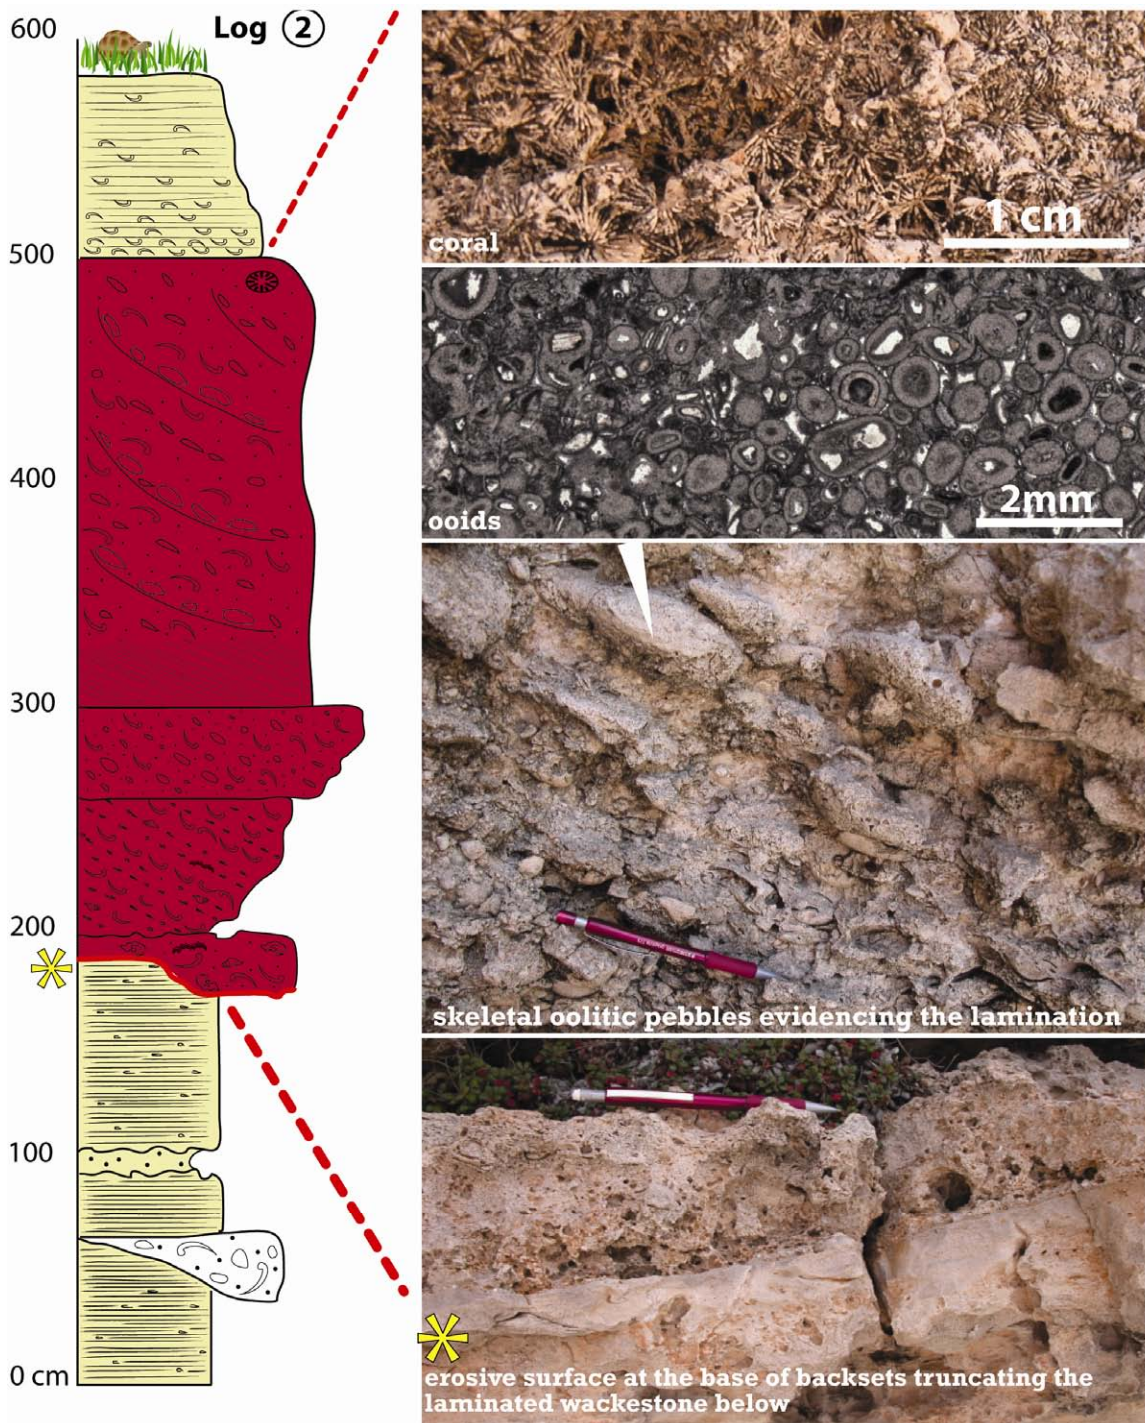 Log 2
600
500
400
300
200
100
0 cm
coral
1 cm
ooids
2mm
skeletal oolitic pebbles evidencing the lamination
erosive surface at the base of backsets truncating the
laminated wackestone below